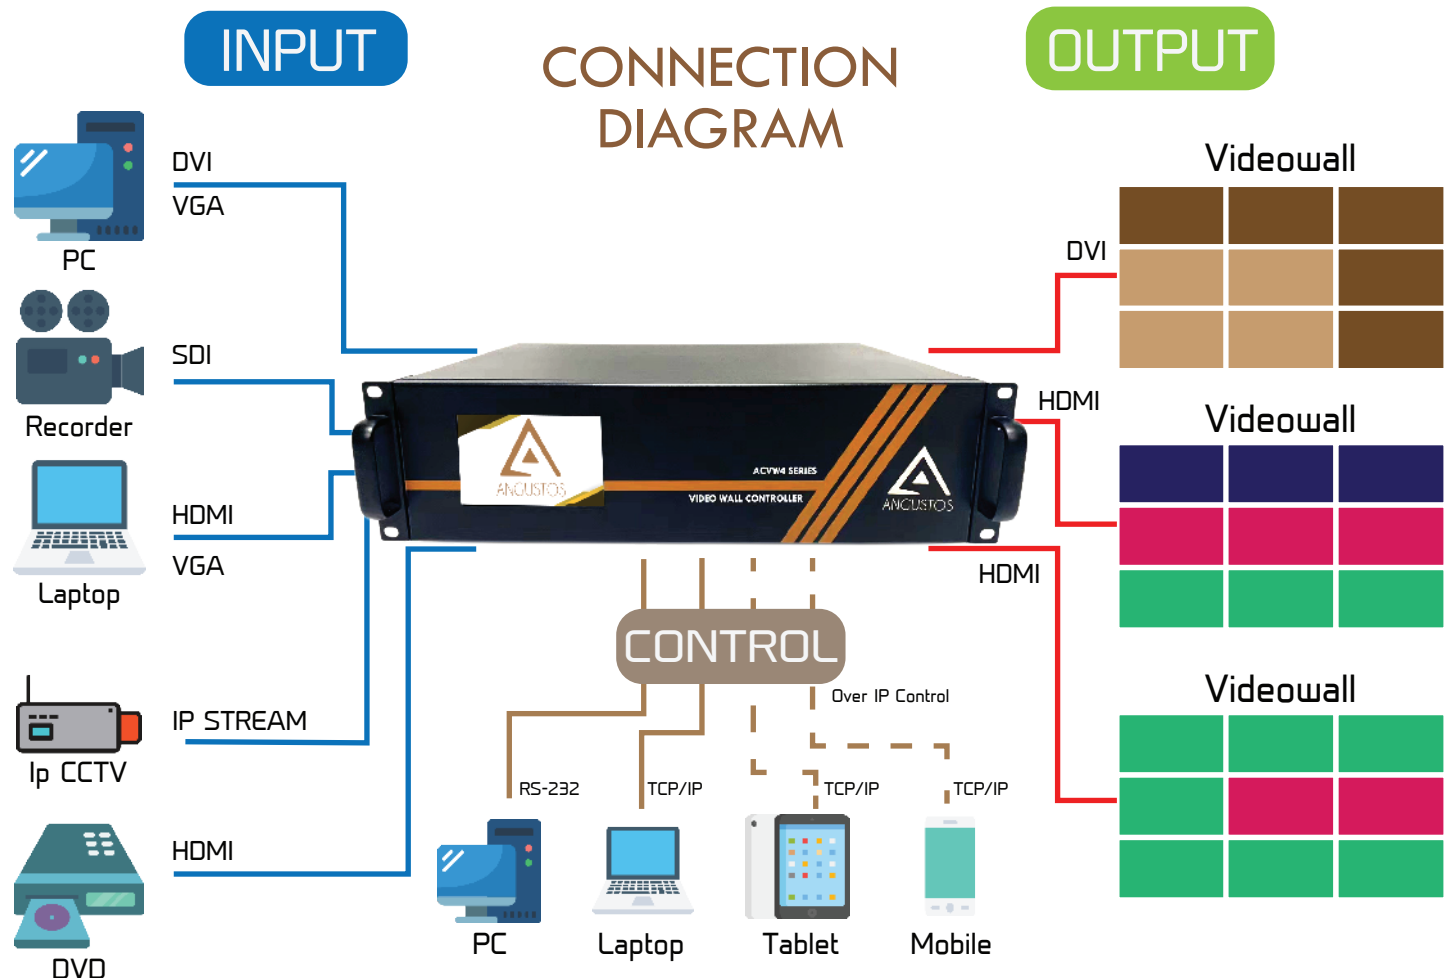 INPUT
CONNECTION
DIAGRAM
OUTPUT
DVI
VGA
PC
SDI
Recorder
HDMI
VGA
Laptop
IP STREAM
Ip CCTV
HDMI
DVD
ANGUSTOS
ACVW4 SERIES
VIDEO WALL CONTROLLER
ANGUSTOS
Videowall
DVI
HDMI
Videowall
HDMI
Videowall
CONTROL
Over IP Control
RS-232
TCP/IP
TCP/IP
TCP/IP
PC
Laptop
Tablet
Mobile